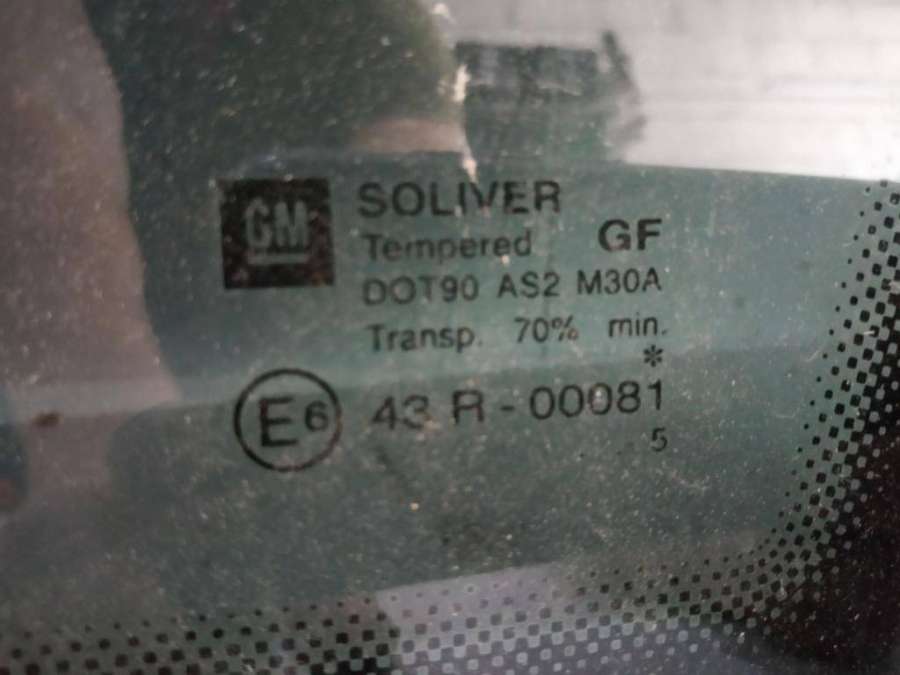 GM
SOLIVER
Tempered GF
DOT90 AS2 M30A
Transp. 70% min.
*
E6 43 R - 00081
5